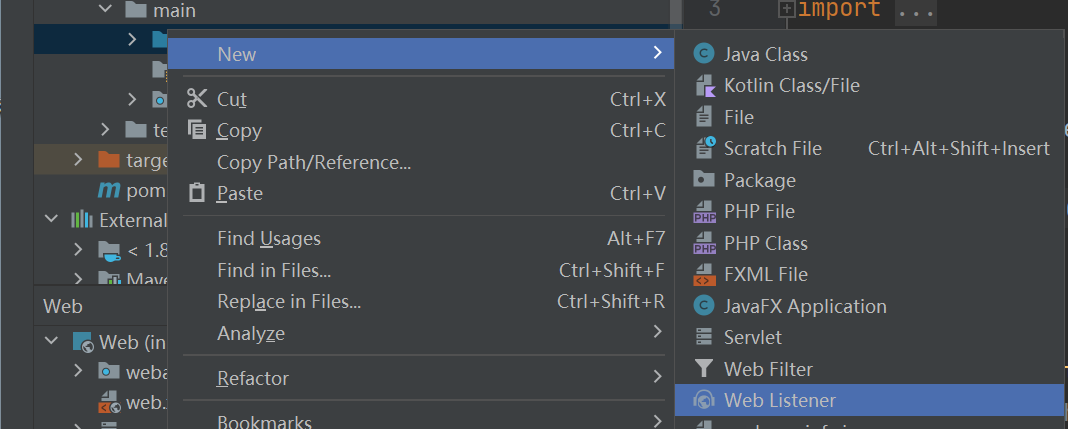 main
3 import ...
New
Java Class
Kotlin Class/File
Cut Ctrl+X
File
Copy Ctrl+C
Scratch File Ctrl+Alt+Shift+Insert
te
Copy Path/Reference...
targe
Package
pom
Paste Ctrl+V
PHP File
External
Find Usages Alt+F7
PHP Class
< 1.8
Find in Files... Ctrl+Shift+F
FXML File
Mave
Web
Replace in Files... Ctrl+Shift+R
JavaFX Application
Web (in
Analyze
Servlet
weba
Refactor
Web Filter
web.
Web Listener
Bookmarks